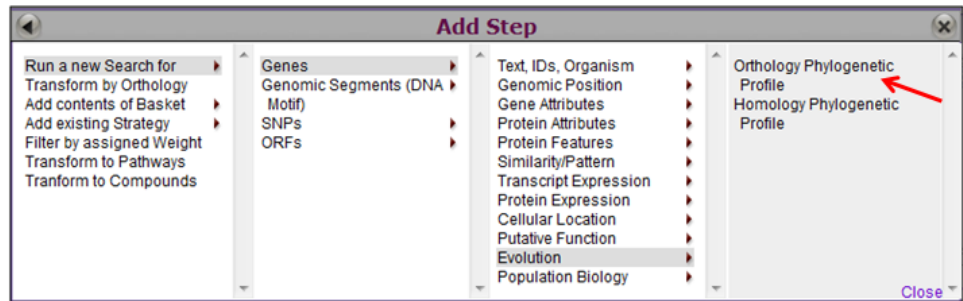 Add Step
Run a new Search for
Transform by Orthology
Add contents of Basket
Add existing Strategy
Filter by assigned Weight
Transform to Pathways
Tranform to Compounds
Genes
Genomic Segments (DNA
Motif)
SNPs
ORFs
Text, IDs, Organism
Genomic Position
Gene Attributes
Protein Attributes
Protein Features
Similarity/Pattern
Transcript Expression
Protein Expression
Cellular Location
Putative Function
Evolution
Population Biology
Orthology Phylogenetic
Profile
Homology Phylogenetic
Profile
Close